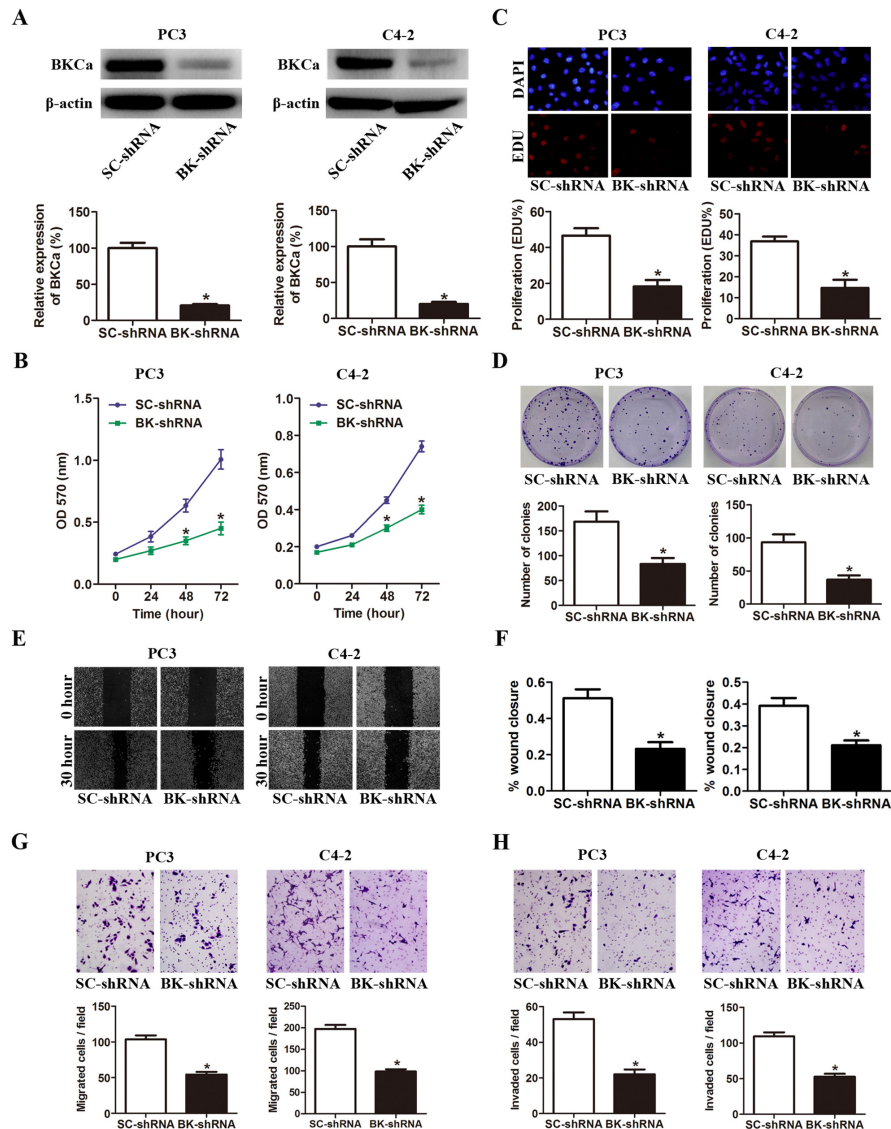 A
PC3
C4-2
BKCa
BKCa
β-actin
β-actin
SC-shRNA
BK-shRNA
SC-shRNA
BK-shRNA
Relative expression
of BKCa (%)
150
100
50
0
*
SC-shRNA BK-shRNA
Relative expression
of BKCa (%)
150
100
50
0
*
SC-shRNA BK-shRNA
B
PC3
OD 570 (nm)
1.5
1.0
0.5
0.0
SC-shRNA
BK-shRNA
*
*
0 24 48 72
Time (hour)
C4-2
OD 570 (nm)
1.0
0.8
0.6
0.4
0.2
0.0
SC-shRNA
BK-shRNA
*
*
0 24 48 72
Time (hour)
C
PC3
C4-2
DAPI
EDU
SC-shRNA BK-shRNA
SC-shRNA BK-shRNA
Proliferation (EDU%)
60
40
20
0
*
SC-shRNA BK-shRNA
Proliferation (EDU%)
50
40
30
20
10
0
*
SC-shRNA BK-shRNA
D
PC3
C4-2
SC-shRNA BK-shRNA
SC-shRNA BK-shRNA
Number of clonies
200
150
100
50
0
*
SC-shRNA BK-shRNA
Number of clonies
150
100
50
0
*
SC-shRNA BK-shRNA
E
PC3
C4-2
0 hour
30 hour
0 hour
30 hour
SC-shRNA BK-shRNA
SC-shRNA BK-shRNA
F
% wound closure
0.6
0.4
0.2
0.0
*
SC-shRNA BK-shRNA
% wound closure
0.5
0.4
0.3
0.2
0.1
0.0
*
SC-shRNA BK-shRNA
G
PC3
C4-2
SC-shRNA BK-shRNA
SC-shRNA BK-shRNA
Migrated cells / field
150
100
50
0
*
SC-shRNA BK-shRNA
Migrated cells / field
250
200
150
100
50
0
*
SC-shRNA BK-shRNA
H
PC3
C4-2
SC-shRNA BK-shRNA
SC-shRNA BK-shRNA
Invaded cells / field
60
40
20
0
*
SC-shRNA BK-shRNA
Invaded cells / field
150
100
50
0
*
SC-shRNA BK-shRNA